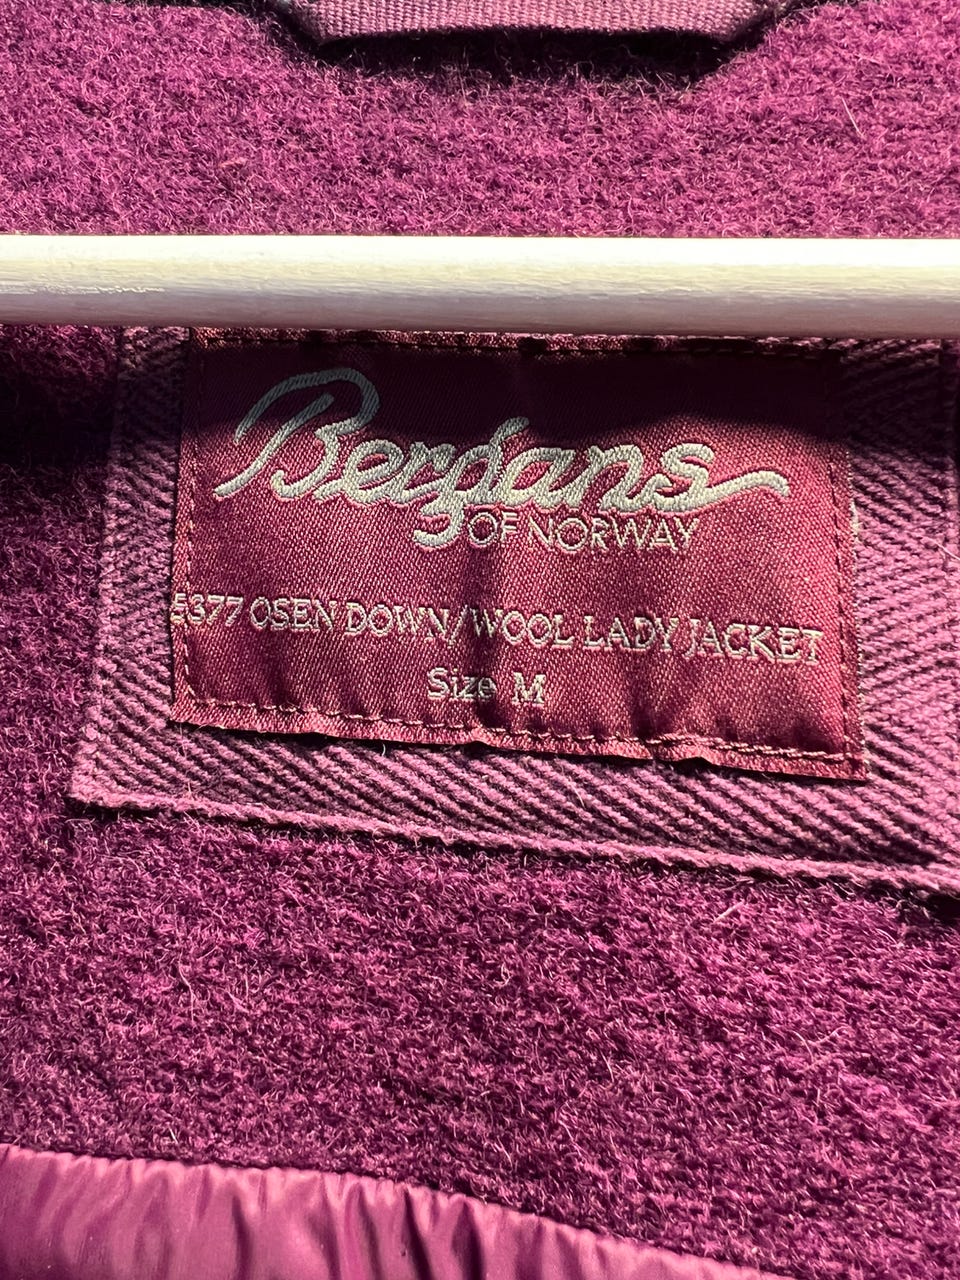 Bergans
OF NORWAY
5377 OSEN DOWN/WOOL LADY JACKET
Size M